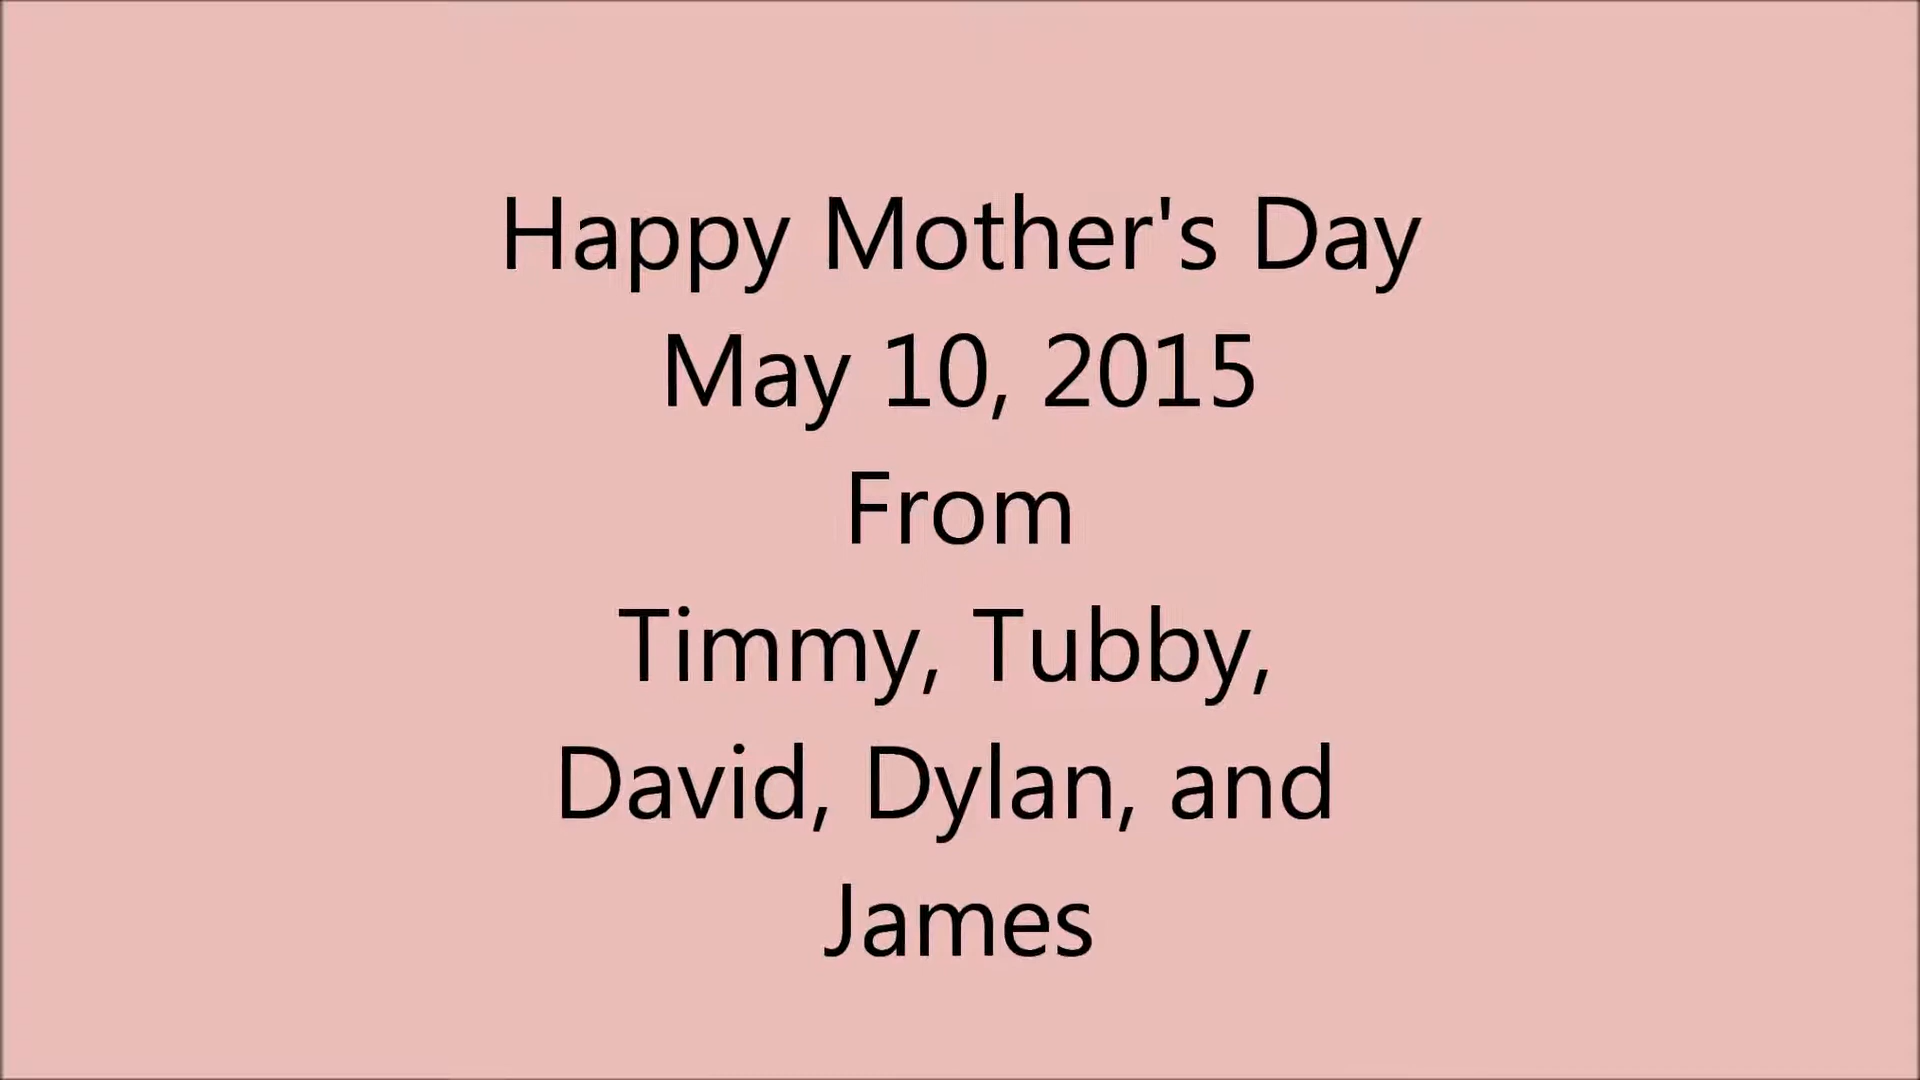 Happy Mother's Day
May 10, 2015
From
Timmy, Tubby,
David, Dylan, and
James